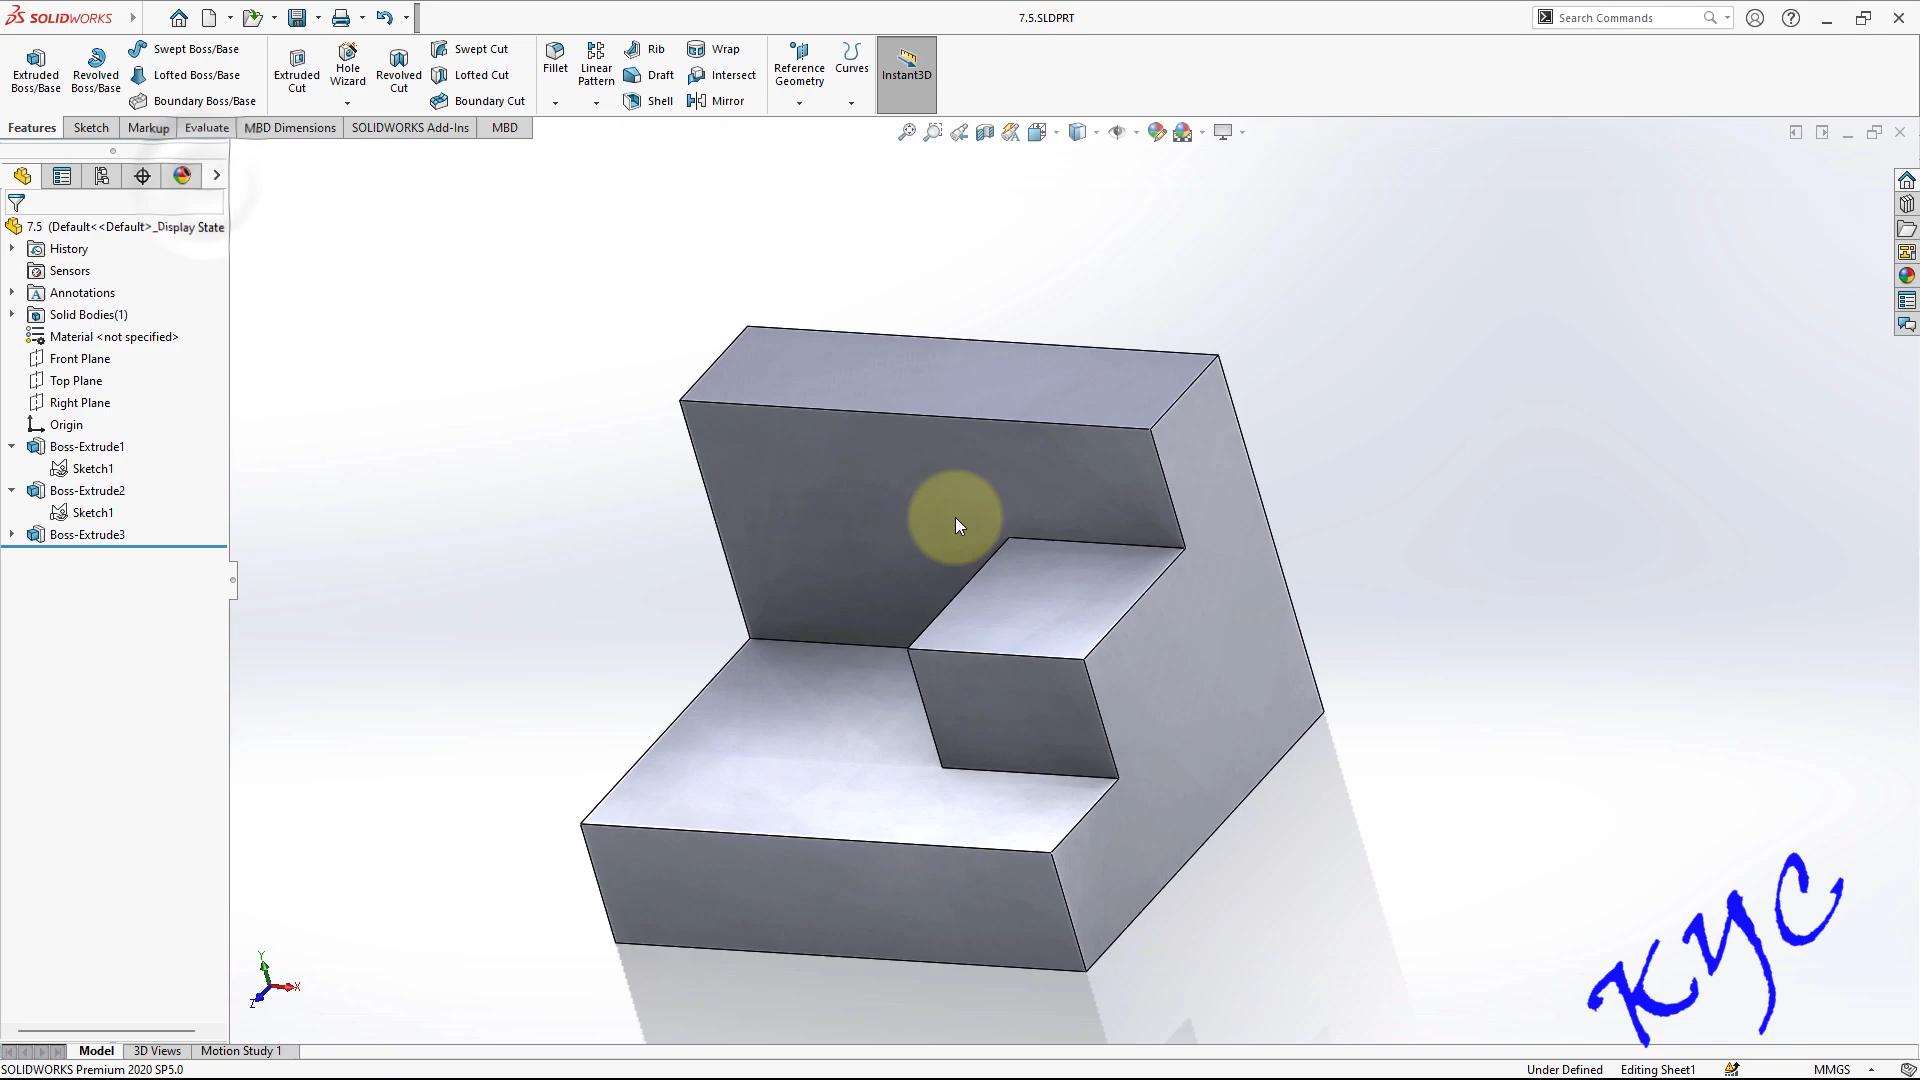 SOLIDWORKS
7.5.SLDPRT
Search Commands
Extruded Boss/Base
Revolved Boss/Base
Swept Boss/Base
Lofted Boss/Base
Boundary Boss/Base
Extruded Cut
Hole Wizard
Revolved Cut
Swept Cut
Lofted Cut
Boundary Cut
Fillet
Linear Pattern
Rib
Draft
Shell
Wrap
Intersect
Mirror
Reference Geometry
Curves
Instant3D
Features
Sketch
Markup
Evaluate
MBD Dimensions
SOLIDWORKS Add-Ins
MBD
7.5 (Default<<Default>_Display State
History
Sensors
Annotations
Solid Bodies(1)
Material <not specified>
Front Plane
Top Plane
Right Plane
Origin
Boss-Extrude1
Sketch1
Boss-Extrude2
Sketch1
Boss-Extrude3
Y
X
Z
KYC
Model
3D Views
Motion Study 1
SOLIDWORKS Premium 2020 SP5.0
Under Defined
Editing Sheet1
MMGS